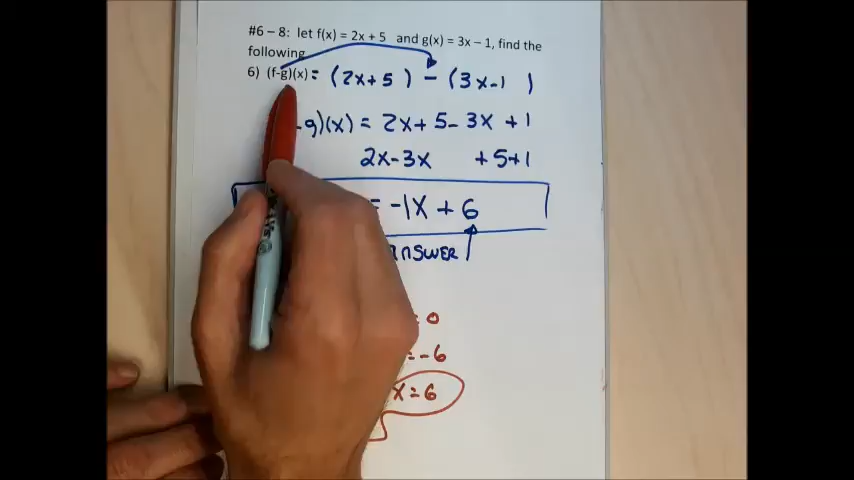 #6 – 8: let f(x) = 2x + 5 and g(x) = 3x – 1, find the
following
6) (f-g)(x) = (2x+5) – (3x-1)
g)(x) = 2x+5-3x+1
2x-3x +5+1
= -1x+6
answer
= 0
= -6
x=6